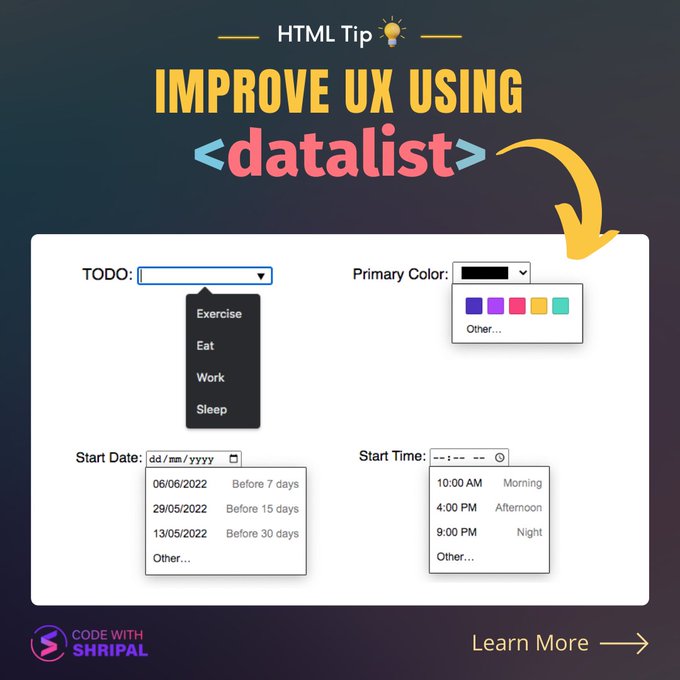 HTML Tip
IMPROVE UX USING
<datalist>
TODO:
Exercise
Eat
Work
Sleep
Primary Color:
Other...
Start Date: dd/mm/yyyy
06/06/2022 Before 7 days
29/05/2022 Before 15 days
13/05/2022 Before 30 days
Other...
Start Time: --:-- --
10:00 AM Morning
4:00 PM Afternoon
9:00 PM Night
Other...
CODE WITH
SHRIPAL
Learn More